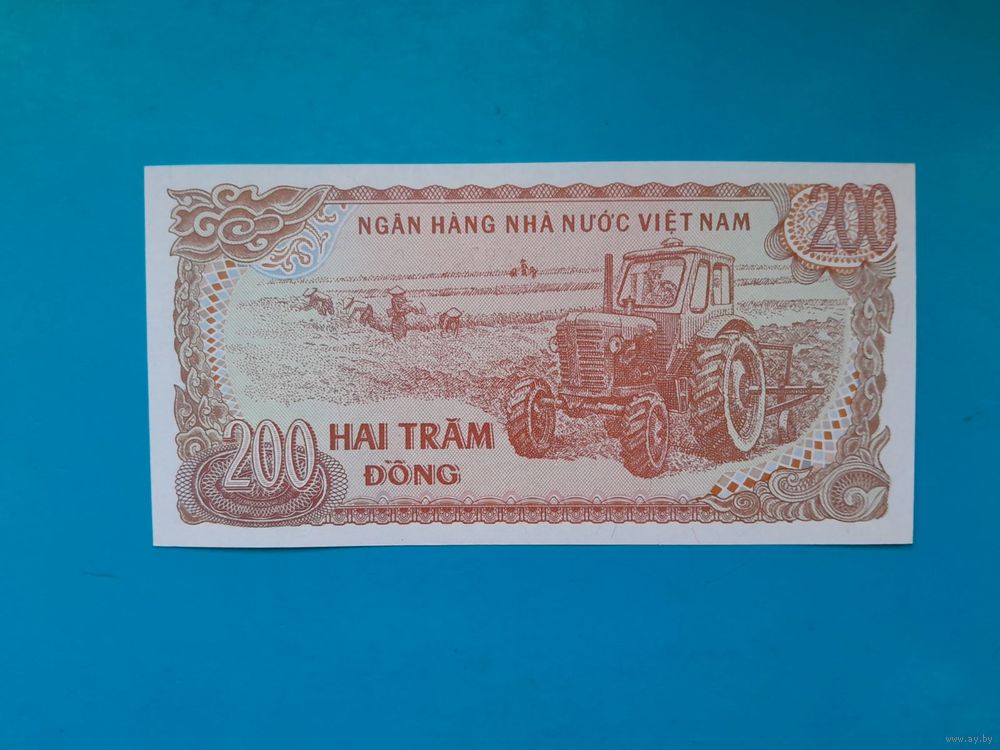 NGÂN HÀNG NHÀ NƯỚC VIỆT NAM
200
200
HAI TRĂM
ĐỒNG
www.ay.by